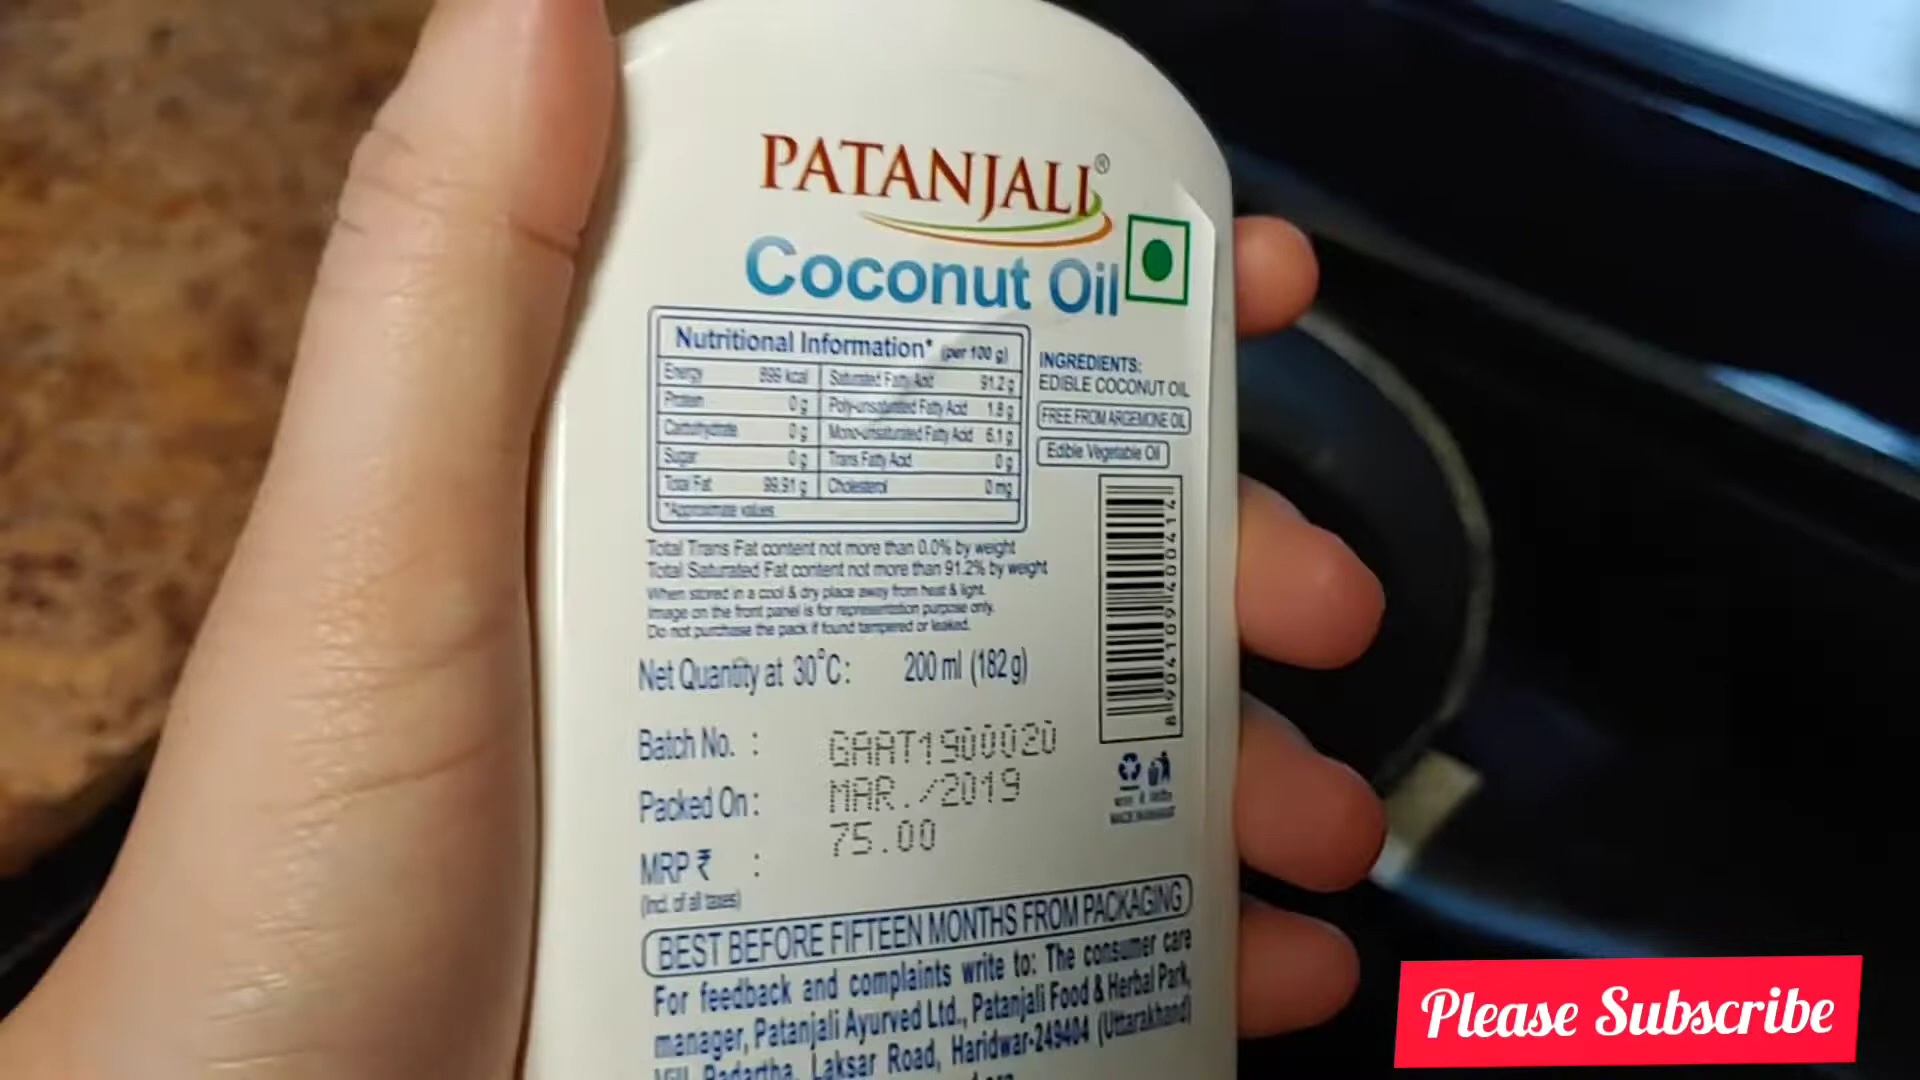 PATANJALI®
Coconut Oil
Nutritional Information* (per 100 g)
Energy 899 kcal Saturated Fatty Acid 91.2 g
Protein 0 g Poly-unsaturated Fatty Acid 1.8 g
Carbohydrate 0 g Mono-unsaturated Fatty Acid 6.1 g
Sugar 0 g Trans Fatty Acid 0 g
Total Fat 99.91 g Cholesterol 0 mg
*Approximate values
INGREDIENTS:
EDIBLE COCONUT OIL
FREE FROM ARGEMONE OIL
Edible Vegetable Oil
Total Trans Fat content not more than 0.0% by weight
Total Saturated Fat content not more than 91.2% by weight
When stored in a cool & dry place away from heat & light.
Image on the front panel is for representation purpose only.
Do not purchase the pack if found tampered or leaked.
8 904109 400414
Net Quantity at 30°C: 200 ml (182 g)
Batch No. : GAAT1900020
Packed On : MAR./2019
MRP ₹ : 75.00
(Incl. of all taxes)
BEST BEFORE FIFTEEN MONTHS FROM PACKAGING
For feedback and complaints write to: The consumer care
manager, Patanjali Ayurved Ltd., Patanjali Food & Herbal Park,
Padartha, Laksar Road, Haridwar-249404 (Uttarakhand)
Please Subscribe